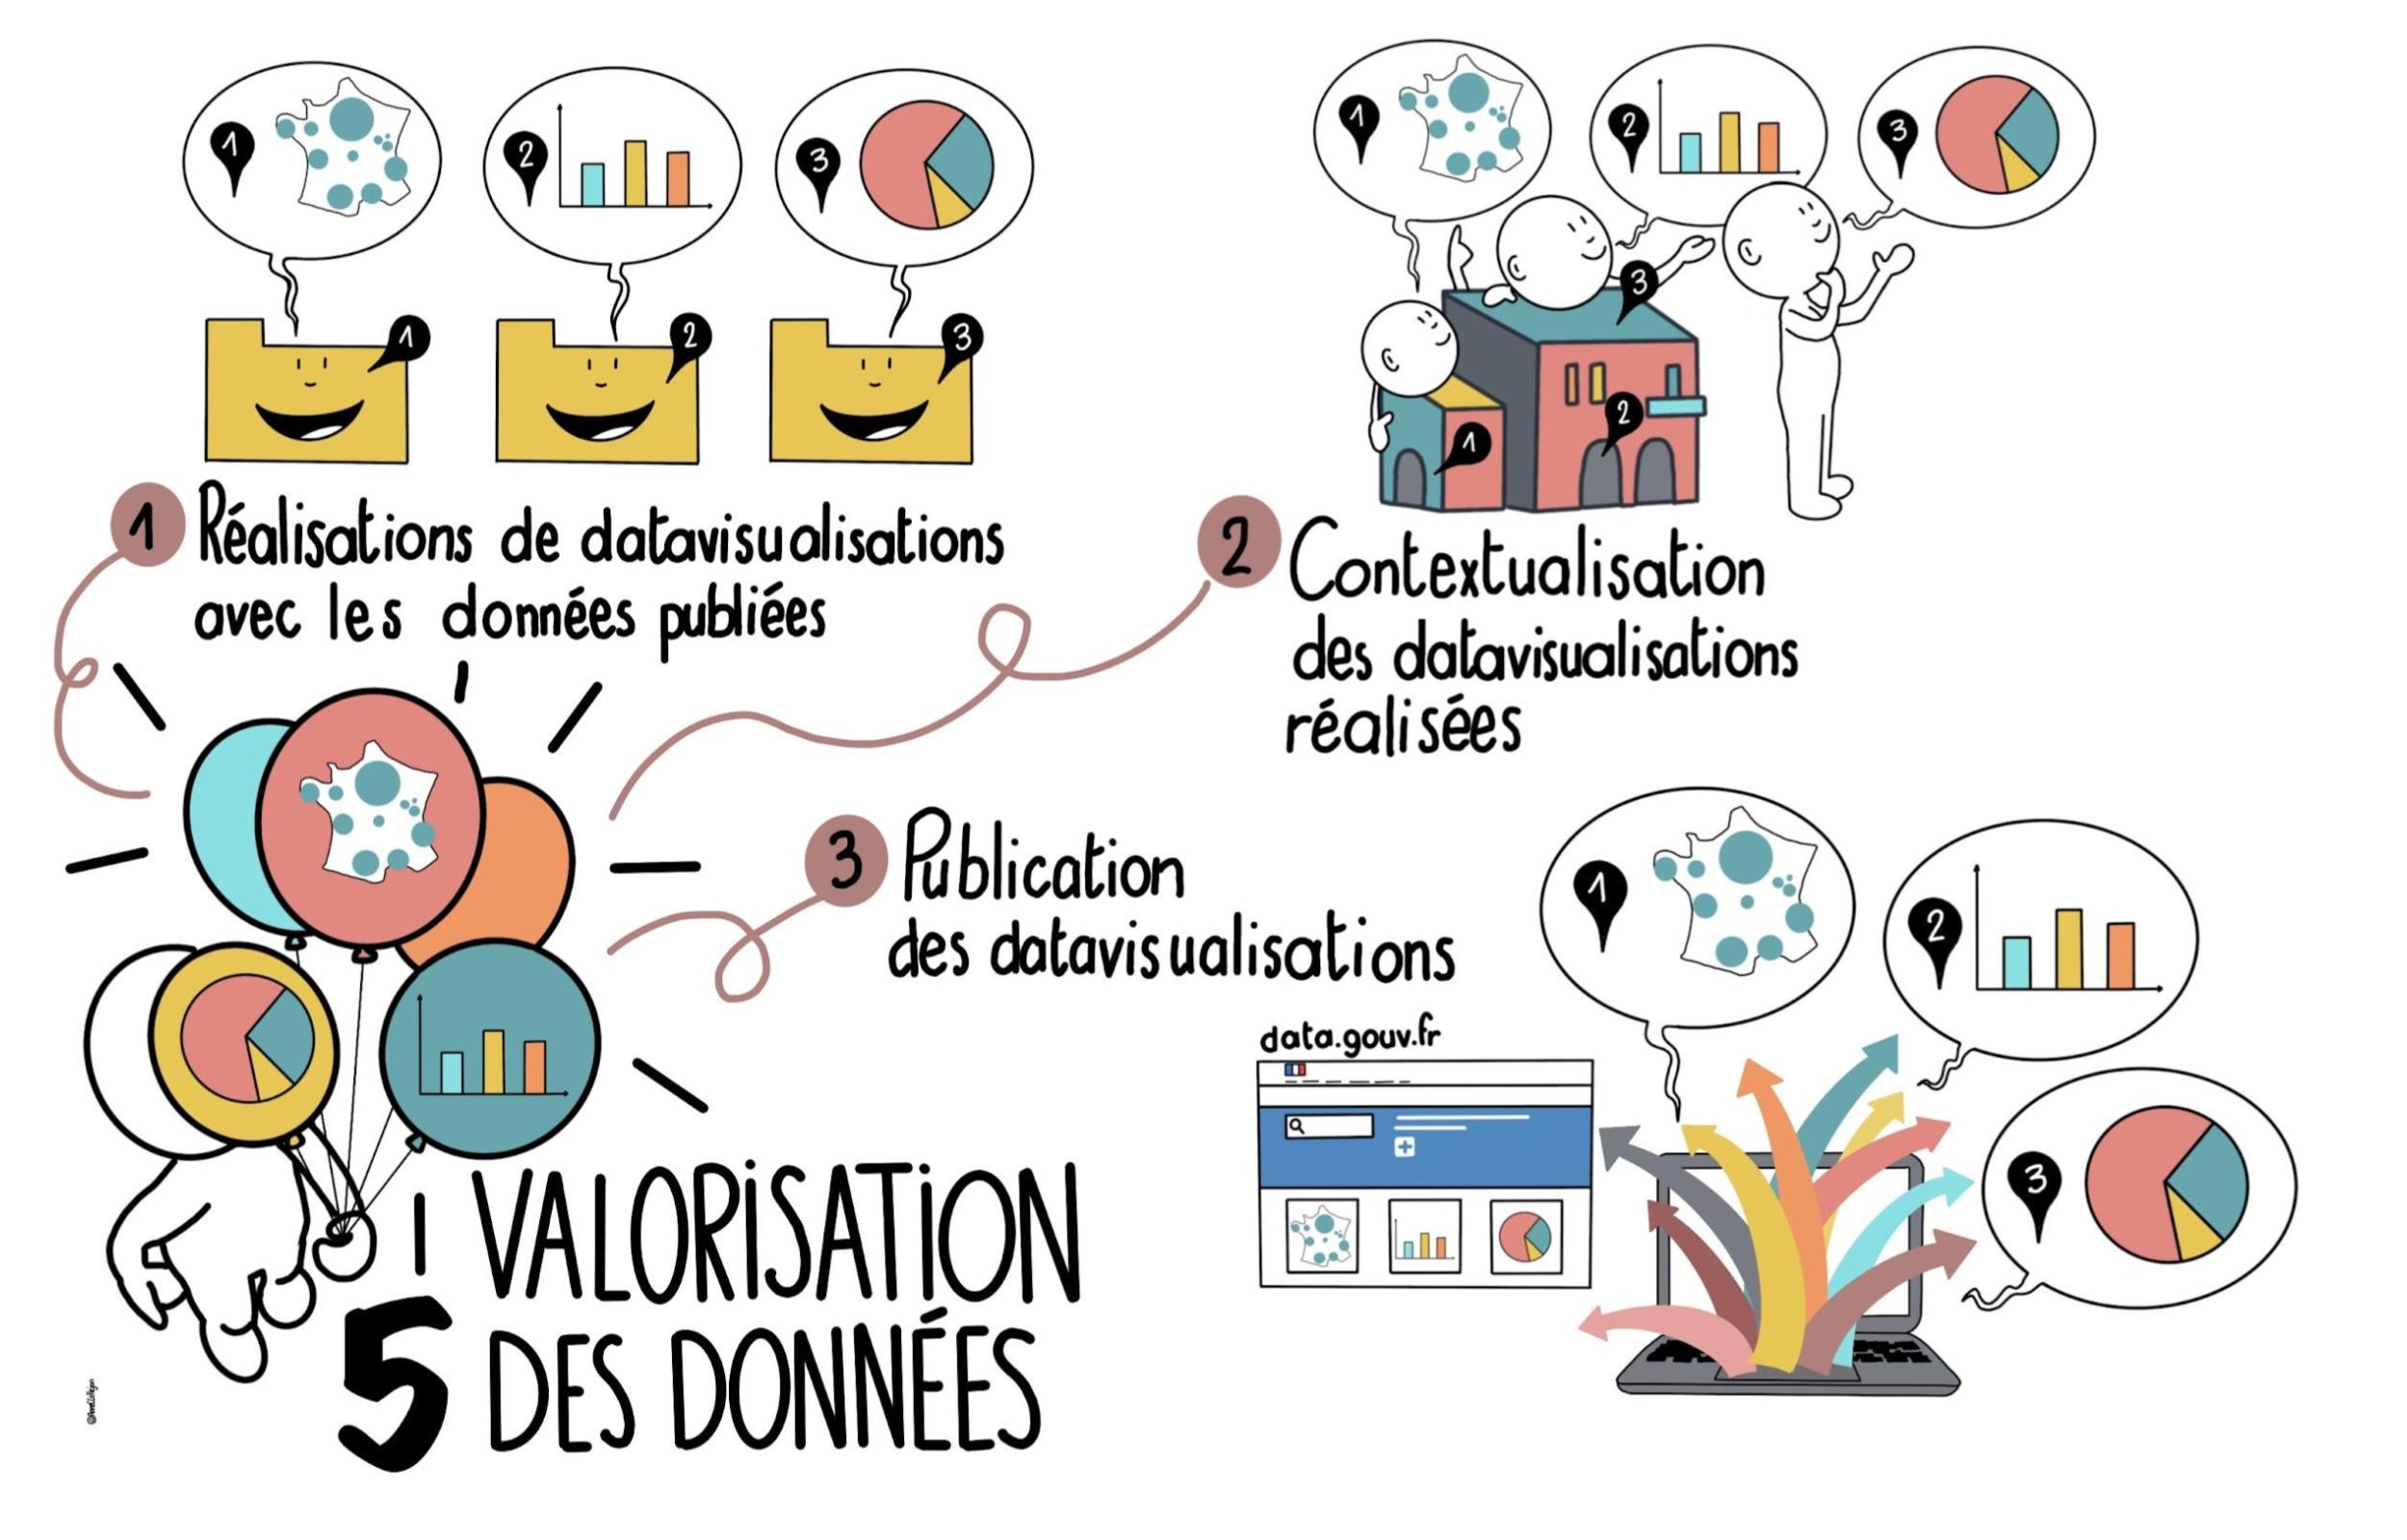 1
2
3
1
2
3
1 Réalisations de datavisualisations
avec les données publiées
1
2
3
3
2
1
2 Contextualisation
des datavisualisations
réalisées
3 Publication
des datavisualisations
data.gouv.fr
1
2
3
5 VALORISATION
DES DONNÉES